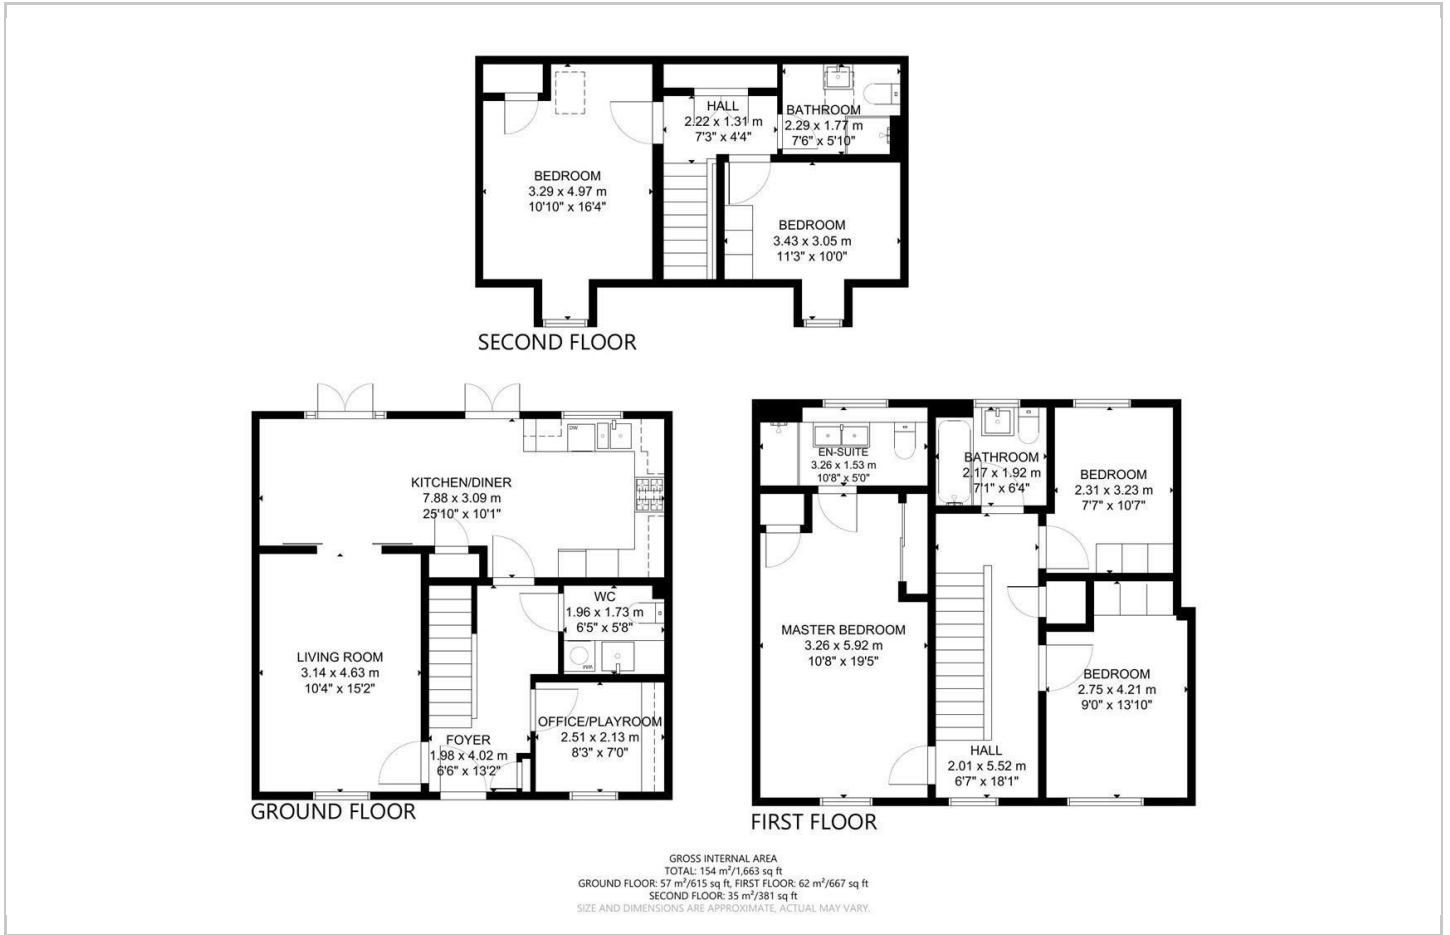 HALL
2.22 x 1.31 m
7'3" x 4'4"
BATHROOM
2.29 x 1.77 m
7'6" x 5'10"
BEDROOM
3.29 x 4.97 m
10'10" x 16'4"
BEDROOM
3.43 x 3.05 m
11'3" x 10'0"
SECOND FLOOR
DW
KITCHEN/DINER
7.88 x 3.09 m
25'10" x 10'1"
WC
1.96 x 1.73 m
6'5" x 5'8"
WM
LIVING ROOM
3.14 x 4.63 m
10'4" x 15'2"
OFFICE/PLAYROOM
2.51 x 2.13 m
8'3" x 7'0"
FOYER
1.98 x 4.02 m
6'6" x 13'2"
GROUND FLOOR
EN-SUITE
3.26 x 1.53 m
10'8" x 5'0"
BATHROOM
2.17 x 1.92 m
7'1" x 6'4"
BEDROOM
2.31 x 3.23 m
7'7" x 10'7"
MASTER BEDROOM
3.26 x 5.92 m
10'8" x 19'5"
BEDROOM
2.75 x 4.21 m
9'0" x 13'10"
HALL
2.01 x 5.52 m
6'7" x 18'1"
FIRST FLOOR
GROSS INTERNAL AREA
TOTAL: 154 m²/1,663 sq ft
GROUND FLOOR: 57 m²/615 sq ft, FIRST FLOOR: 62 m²/667 sq ft
SECOND FLOOR: 35 m²/381 sq ft
SIZE AND DIMENSIONS ARE APPROXIMATE, ACTUAL MAY VARY.